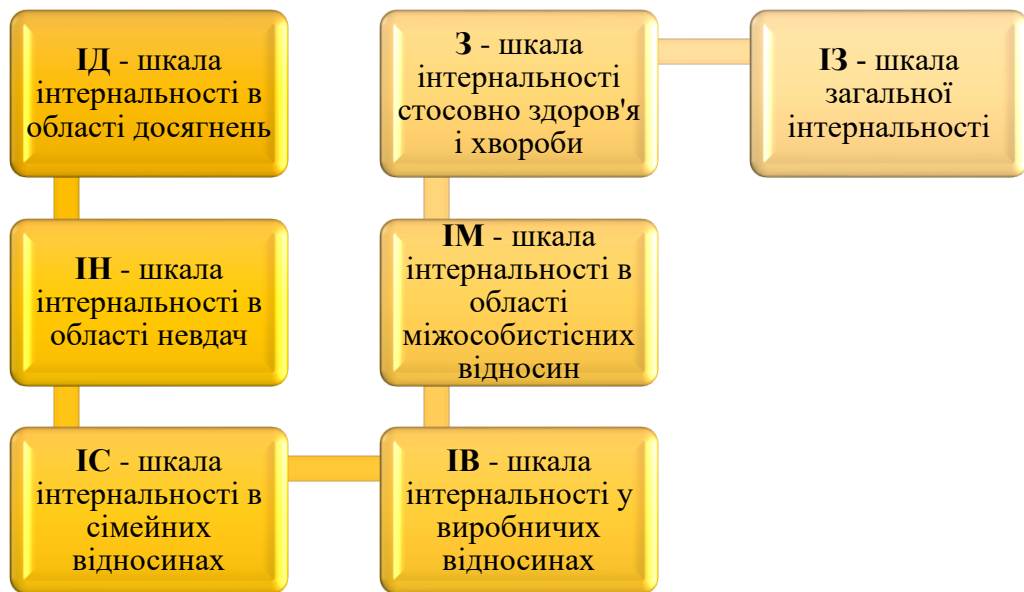 ІД - шкала
інтернальності в
області досягнень
ІН - шкала
інтернальності в
області невдач
ІС - шкала
інтернальності в
сімейних
відносинах
ІВ - шкала
інтернальності у
виробничих
відносинах
ІМ - шкала
інтернальності в
області
міжособистісних
відносин
З - шкала
інтернальності
стосовно здоров'я
і хвороби
ІЗ - шкала
загальної
інтернальності